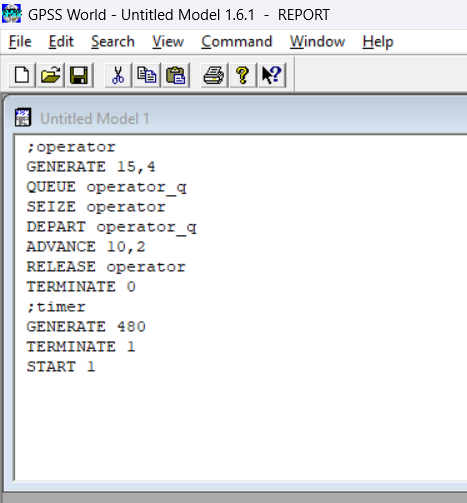 GPSS World - Untitled Model 1.6.1  -  REPORT
File Edit Search View Command Window Help
Untitled Model 1
;operator
GENERATE 15,4
QUEUE operator_q
SEIZE operator
DEPART operator_q
ADVANCE 10,2
RELEASE operator
TERMINATE 0
;timer
GENERATE 480
TERMINATE 1
START 1